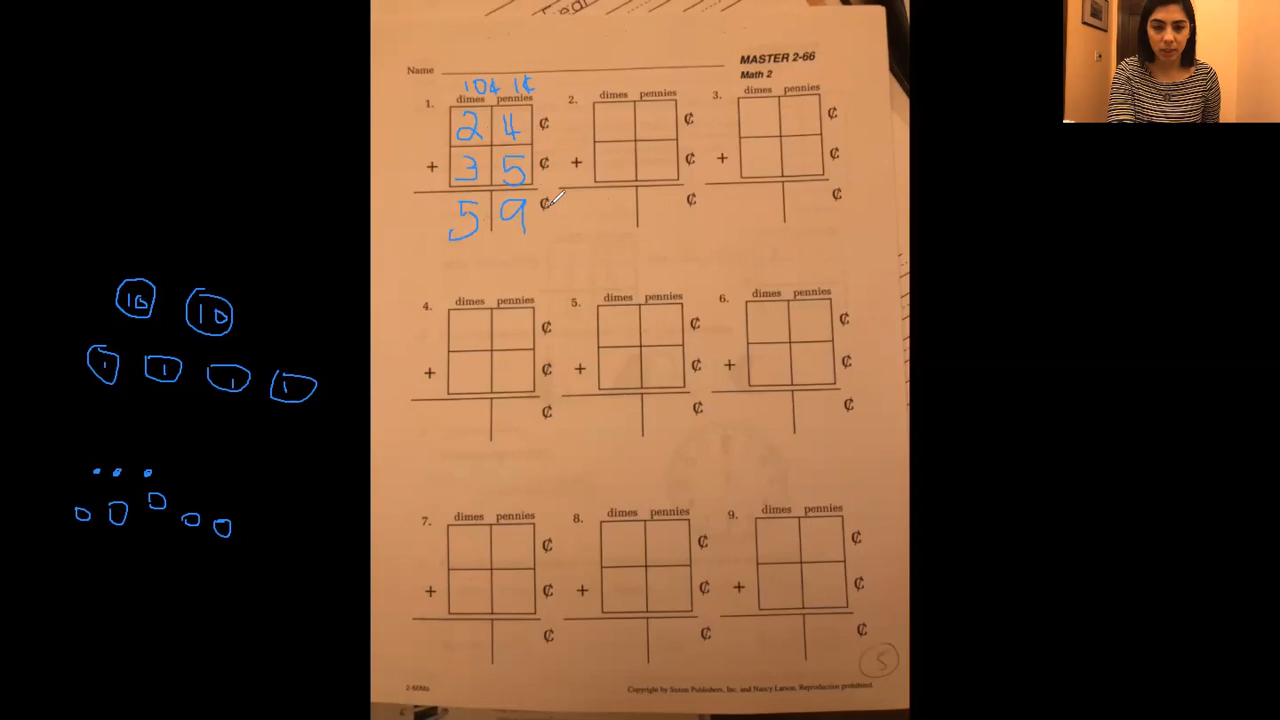 MASTER 2-66
Name
Math 2
10¢ 1¢
1. dimes pennies
2 4 ¢
+ 3 5 ¢
5 9 ¢
2. dimes pennies
¢
+ ¢
¢
3. dimes pennies
¢
+ ¢
¢
10 10
1 1 1 1
4. dimes pennies
¢
+ ¢
¢
5. dimes pennies
¢
+ ¢
¢
6. dimes pennies
¢
+ ¢
¢
7. dimes pennies
¢
+ ¢
¢
8. dimes pennies
¢
+ ¢
¢
9. dimes pennies
¢
+ ¢
¢
5
2-66Ma
Copyright by Saxon Publishers, Inc. and Nancy Larson. Reproduction prohibited.